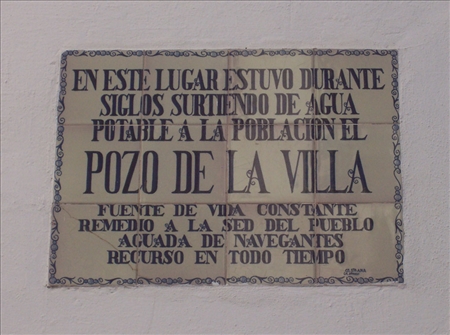 EN ESTE LUGAR ESTUVO DURANTE
SIGLOS SURTIENDO DE AGUA
POTABLE A LA POBLACION EL
POZO DE LA VILLA
FUENTE DE VIDA CONSTANTE
REMEDIO A LA SED DEL PUEBLO
AGUADA DE NAVEGANTES
RECURSO EN TODO TIEMPO